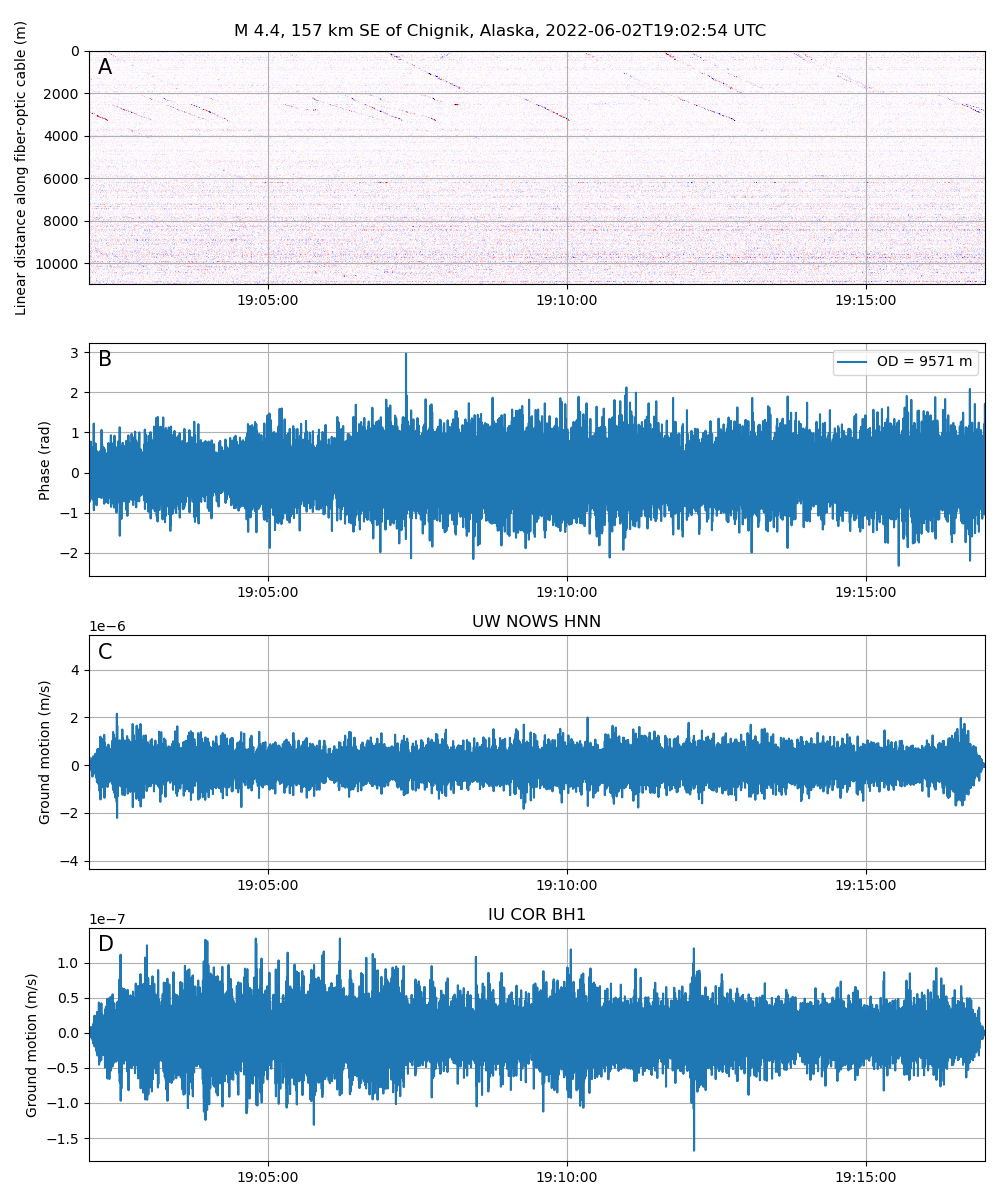 M 4.4, 157 km SE of Chignik, Alaska, 2022-06-02T19:02:54 UTC
Linear distance along fiber-optic cable (m)
A
0
2000
4000
6000
8000
10000
19:05:00 19:10:00 19:15:00
B
OD = 9571 m
Phase (rad)
3
2
1
0
−1
−2
19:05:00 19:10:00 19:15:00
UW NOWS HNN
1e−6
C
Ground motion (m/s)
4
2
0
−2
−4
19:05:00 19:10:00 19:15:00
IU COR BH1
1e−7
D
Ground motion (m/s)
1.0
0.5
0.0
−0.5
−1.0
−1.5
19:05:00 19:10:00 19:15:00